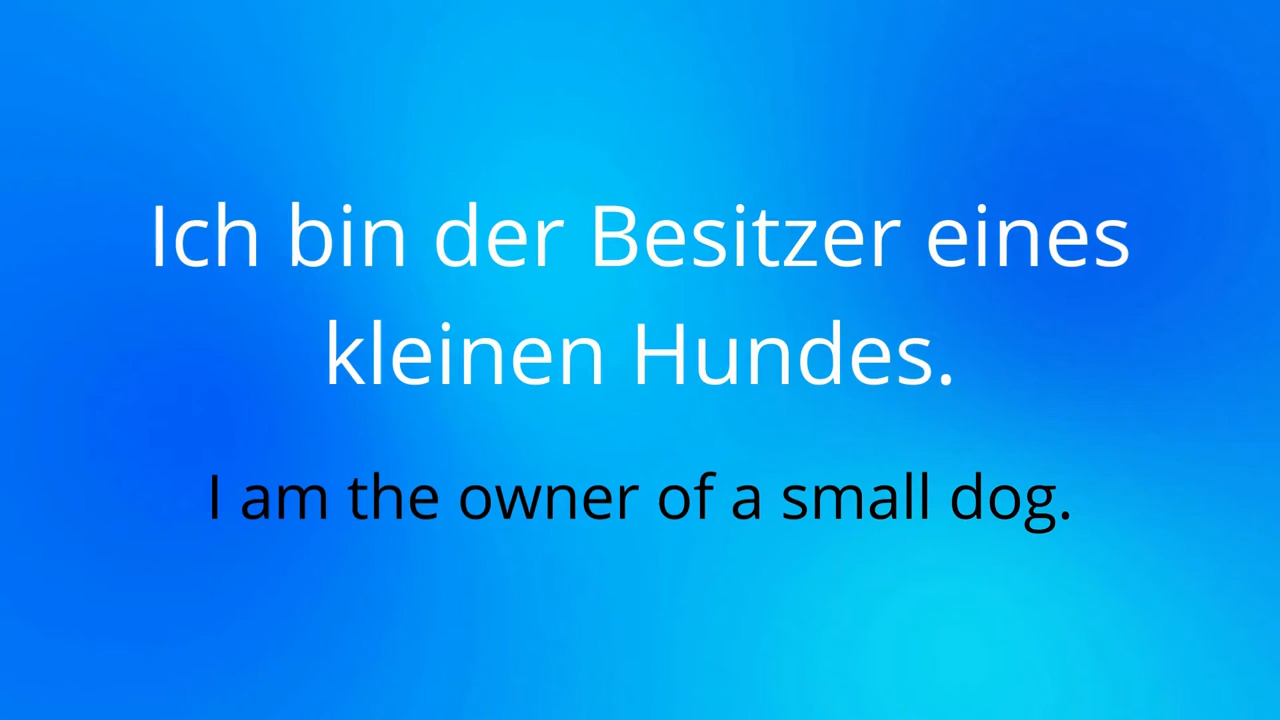 Ich bin der Besitzer eines
kleinen Hundes.
I am the owner of a small dog.